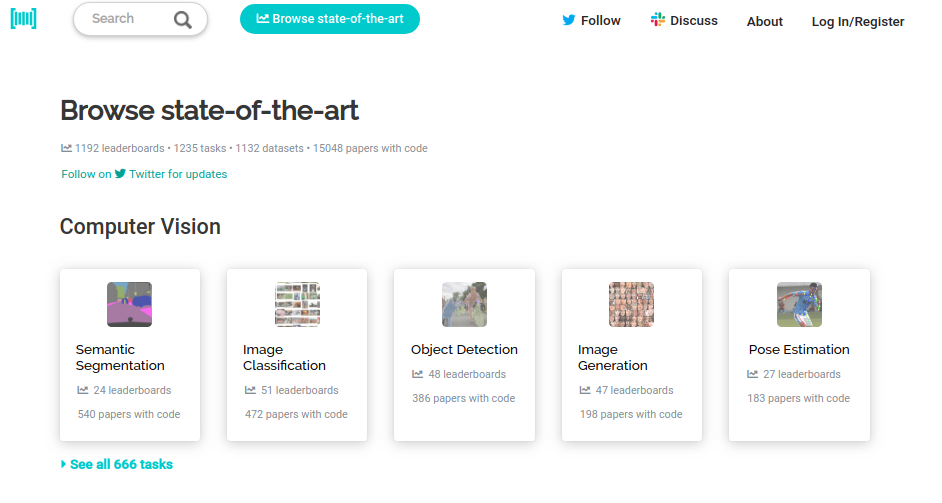 Search
Browse state-of-the-art
Follow
Discuss
About
Log In/Register
Browse state-of-the-art
1192 leaderboards • 1235 tasks • 1132 datasets • 15048 papers with code
Follow on Twitter for updates
Computer Vision
Semantic
Segmentation
24 leaderboards
540 papers with code
Image
Classification
51 leaderboards
472 papers with code
Object Detection
48 leaderboards
386 papers with code
Image
Generation
47 leaderboards
198 papers with code
Pose Estimation
27 leaderboards
183 papers with code
See all 666 tasks